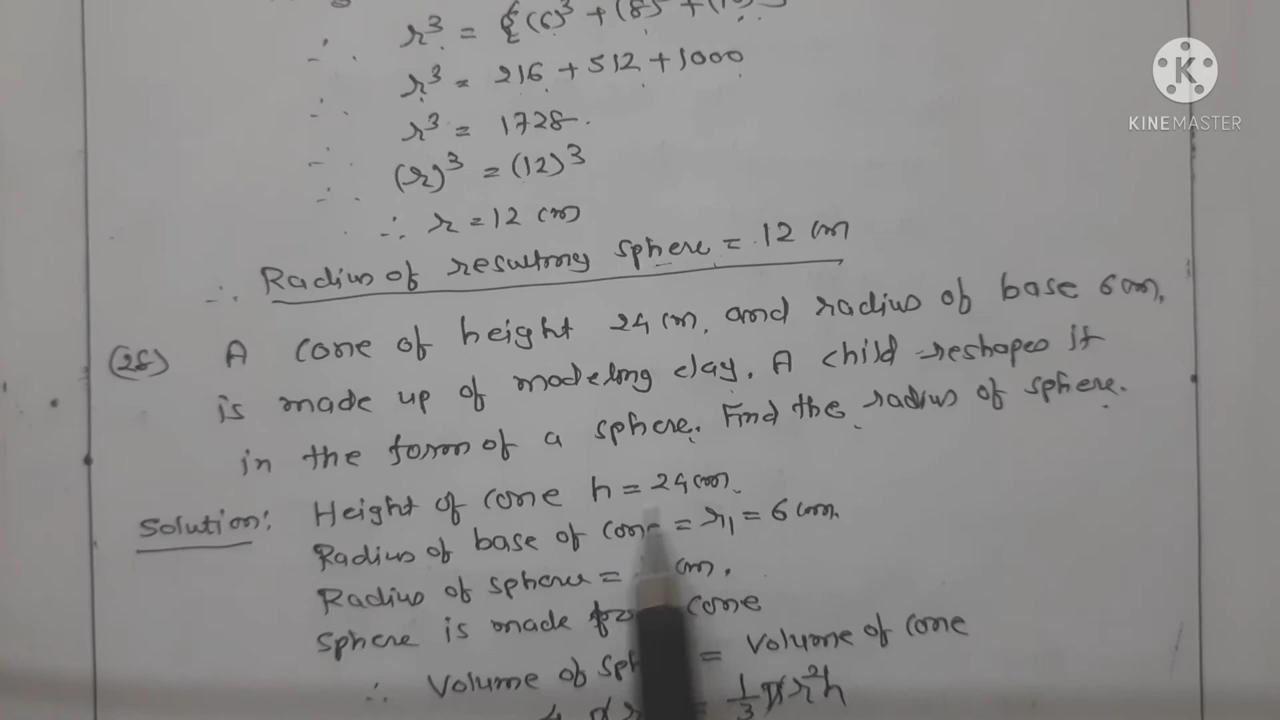 ∴ r³ = {(6)³ + (8)³ +
∴ r³ = 216 + 512 + 1000
∴ r³ = 1728.
∴ (r)³ = (12)³
∴ r = 12 cm
∴ Radius of resulting sphere = 12 cm
(28) A cone of height 24 cm. and radius of base 6 cm.
is made up of modelong clay. A child reshapes it
in the form of a sphere. Find the radius of sphere.
Solution: Height of cone h = 24 cm.
Radius of base of cone = r₁ = 6 cm.
Radius of sphere = cm.
Sphere is made cone
∴ Volume of = Volume of cone
= 1/3 πr²h
K
KINEMASTER